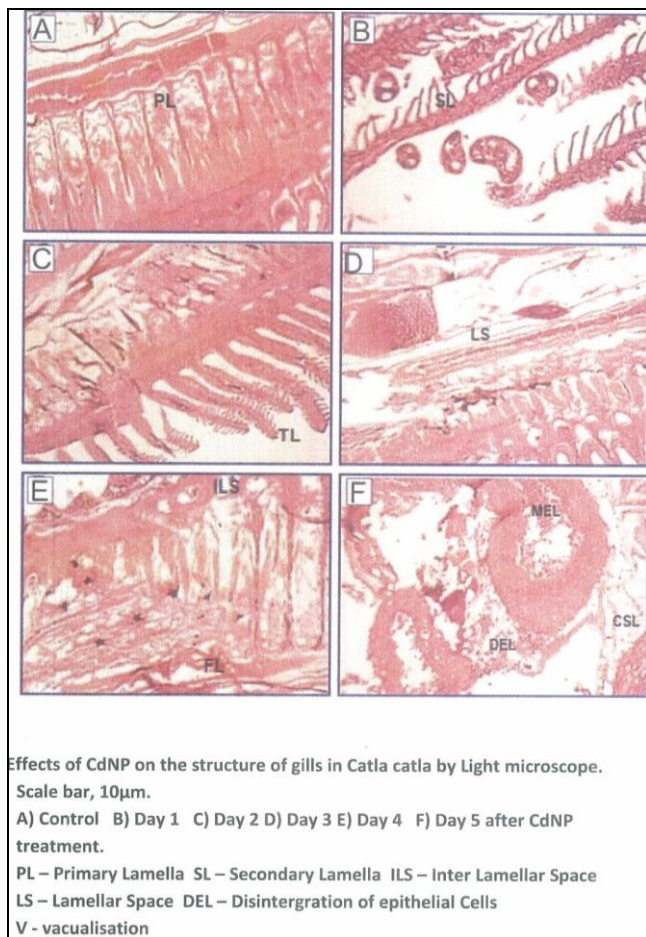 A
B
PL
SL
C
D
LS
TL
E
ILS
F
MEL
CSL
DEL
FL
Effects of CdNP on the structure of gills in Catla catla by Light microscope.
Scale bar, 10µm.
A) Control B) Day 1 C) Day 2 D) Day 3 E) Day 4 F) Day 5 after CdNP
treatment.
PL – Primary Lamella SL – Secondary Lamella ILS – Inter Lamellar Space
LS – Lamellar Space DEL – Disintergration of epithelial Cells
V - vacualisation